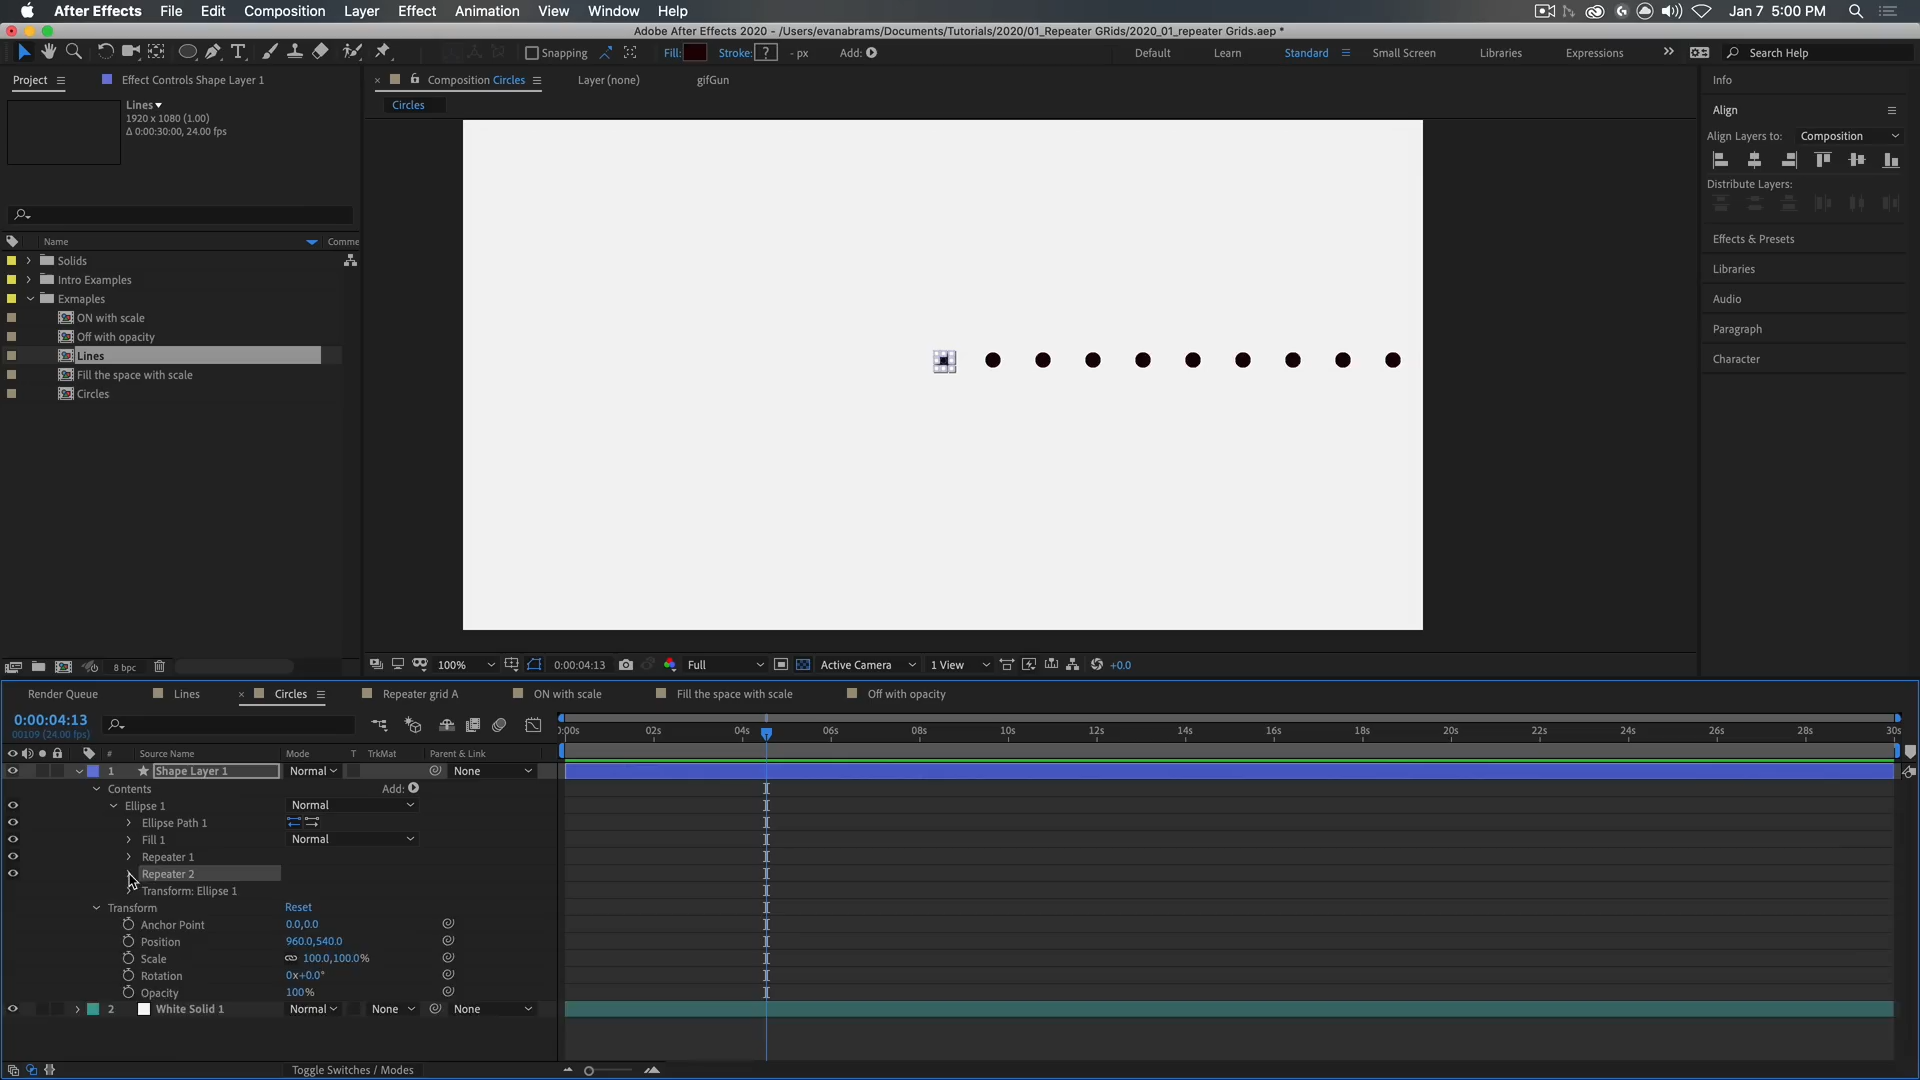 After Effects File Edit Composition Layer Effect Animation View Window Help Jan 7 5:00 PM
Adobe After Effects 2020 - /Users/evanabrams/Documents/Tutorials/2020/01_Repeater GRids/2020_01_repeater Grids.aep *
Snapping Fill: Stroke: ? - px Add: Default Learn Standard Small Screen Libraries Expressions Search Help
Project Effect Controls Shape Layer 1 Composition Circles Layer (none) gifGun Info
Circles
Lines
1920 x 1080 (1.00)
Δ 0:00:30:00, 24.00 fps
Align
Align Layers to: Composition
Distribute Layers:
Effects & Presets
Libraries
Audio
Paragraph
Character
Name Comme
Solids
Intro Examples
Exmaples
ON with scale
Off with opacity
Lines
Fill the space with scale
Circles
8 bpc 100% 0:00:04:13 Full Active Camera 1 View +0.0
Render Queue Lines Circles Repeater grid A ON with scale Fill the space with scale Off with opacity
0:00:04:13
00109 (24.00 fps)
:00s 02s 04s 06s 08s 10s 12s 14s 16s 18s 20s 22s 24s 26s 28s 30s
# Source Name Mode T TrkMat Parent & Link
1 Shape Layer 1 Normal None
Contents Add:
Ellipse 1 Normal
Ellipse Path 1
Fill 1 Normal
Repeater 1
Repeater 2
Transform: Ellipse 1
Transform Reset
Anchor Point 0.0,0.0
Position 960.0,540.0
Scale 100.0,100.0%
Rotation 0x+0.0°
Opacity 100%
2 White Solid 1 Normal None None
Toggle Switches / Modes